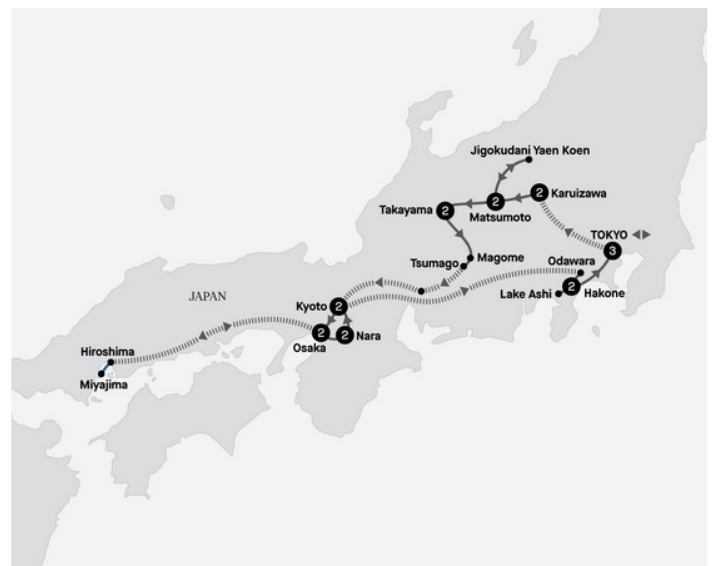 Jigokudani Yaen Koen
2
Karuizawa
2
Matsumoto
Takayama
2
TOKYO
3
Magome
Tsumago
Odawara
2
Lake Ashi
Hakone
JAPAN
Kyoto
2
2
2
Osaka
Nara
Hiroshima
Miyajima